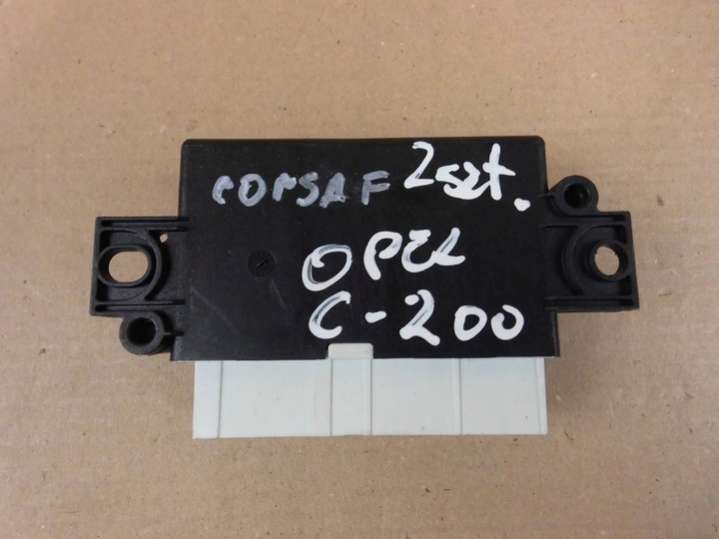 CORSA F 2szt.
OPEL
C-200